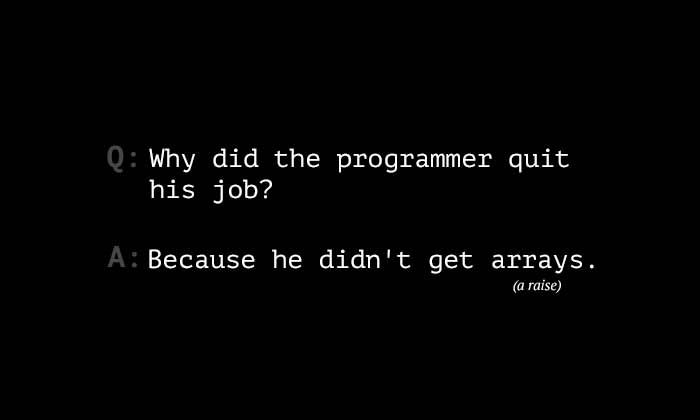 Q: Why did the programmer quit
his job?
A: Because he didn't get arrays.
(a raise)